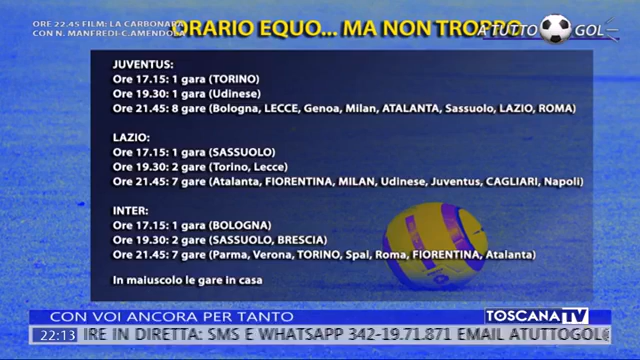 ORE 22.45 FILM: LA CARBONARA
CON N. MANFREDI-C.AMENDOLA
ORARIO EQUO... MA NON TROPPO
A TUTTO GOL
JUVENTUS:
Ore 17.15: 1 gara (TORINO)
Ore 19.30: 1 gara (Udinese)
Ore 21.45: 8 gare (Bologna, LECCE, Genoa, Milan, ATALANTA, Sassuolo, LAZIO, ROMA)
LAZIO:
Ore 17.15: 1 gara (SASSUOLO)
Ore 19.30: 2 gara (Torino, Lecce)
Ore 21.45: 7 gare (Atalanta, FIORENTINA, MILAN, Udinese, Juventus, CAGLIARI, Napoli)
INTER:
Ore 17.15: 1 gara (BOLOGNA)
Ore 19.30: 2 gare (SASSUOLO, BRESCIA)
Ore 21.45: 7 gare (Parma, Verona, TORINO, Spal, Roma, FIORENTINA, Atalanta)
In maiuscolo le gare in casa
CON VOI ANCORA PER TANTO
TOSCANA TV
22:13 IRE IN DIRETTA: SMS E WHATSAPP 342-19.71.871 EMAIL ATUTTOGOL